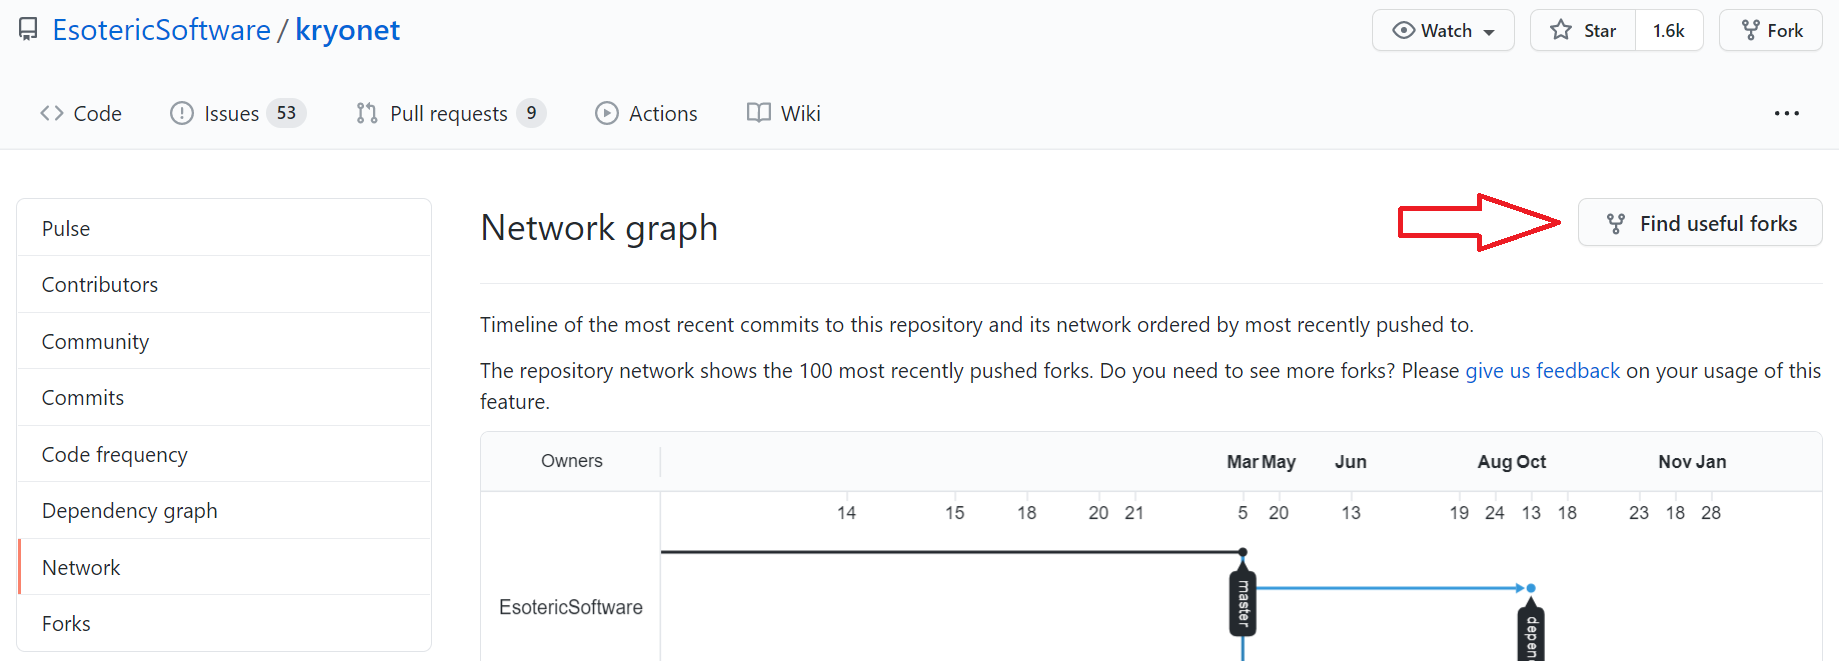 EsotericSoftware / kryonet
Watch
Star 1.6k
Fork
Code
Issues 53
Pull requests 9
Actions
Wiki
Pulse
Contributors
Community
Commits
Code frequency
Dependency graph
Network
Forks
Network graph
Find useful forks
Timeline of the most recent commits to this repository and its network ordered by most recently pushed to.
The repository network shows the 100 most recently pushed forks. Do you need to see more forks? Please give us feedback on your usage of this
feature.
Owners
Mar May Jun Aug Oct Nov Jan
14 15 18 20 21 5 20 13 19 24 13 18 23 18 28
EsotericSoftware
master
depen